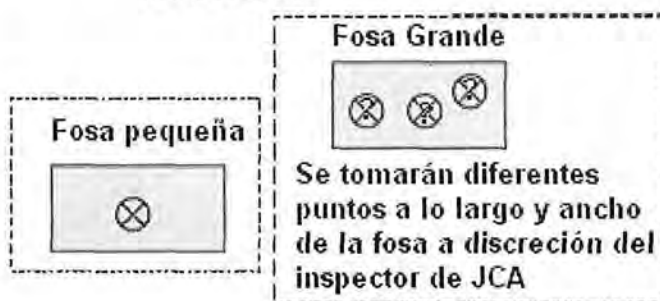 Fosa pequeña
Fosa Grande
? ? ?
Se tomarán diferentes
puntos a lo largo y ancho
de la fosa a discreción del
inspector de JCA